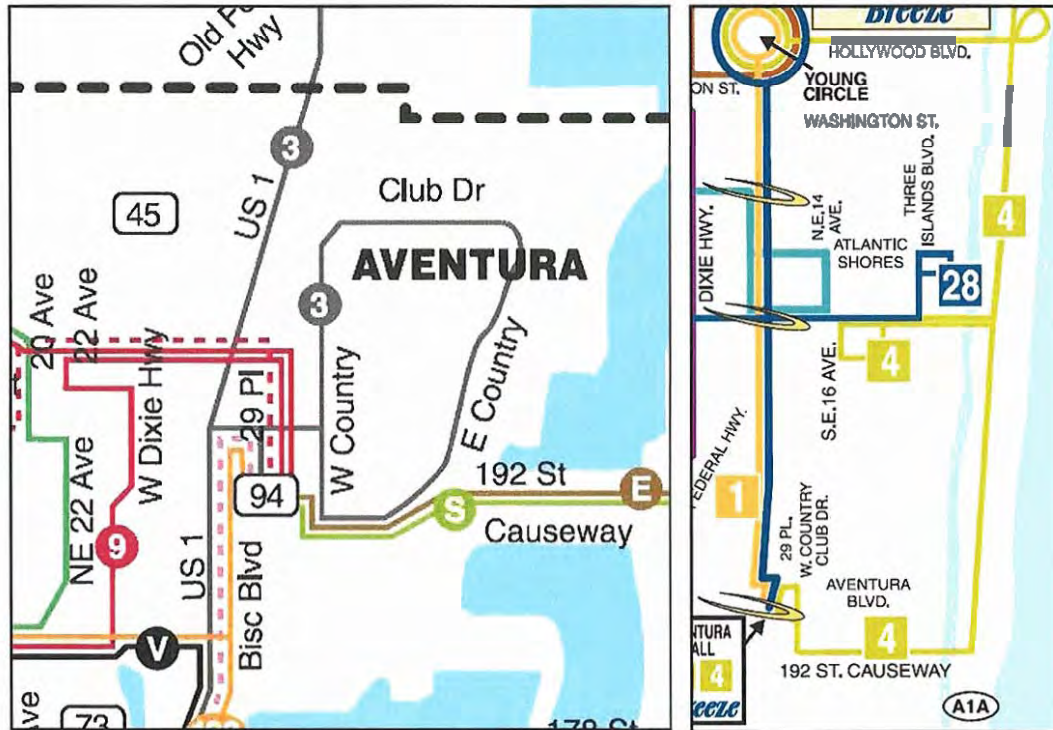 Old
Hwy
3
45
US 1
Club Dr
AVENTURA
3
20 Ave
22 Ave
W Dixie Hwy
29 Pl
W Country
E Country
94
192 St
E
S
Causeway
NE 22 Ave
9
US 1
Bisc Blvd
V
73
178 St
Breeze
HOLLYWOOD BLVD.
YOUNG
CIRCLE
ON ST.
WASHINGTON ST.
DIXIE HWY.
N.E.14
AVE.
ATLANTIC
SHORES
THREE
ISLANDS BLVD.
4
28
4
S.E.16 AVE.
FEDERAL HWY.
1
29 PL.
W. COUNTRY
CLUB DR.
AVENTURA
BLVD.
4
NTURA
ALL
4
eeze
192 ST. CAUSEWAY
A1A